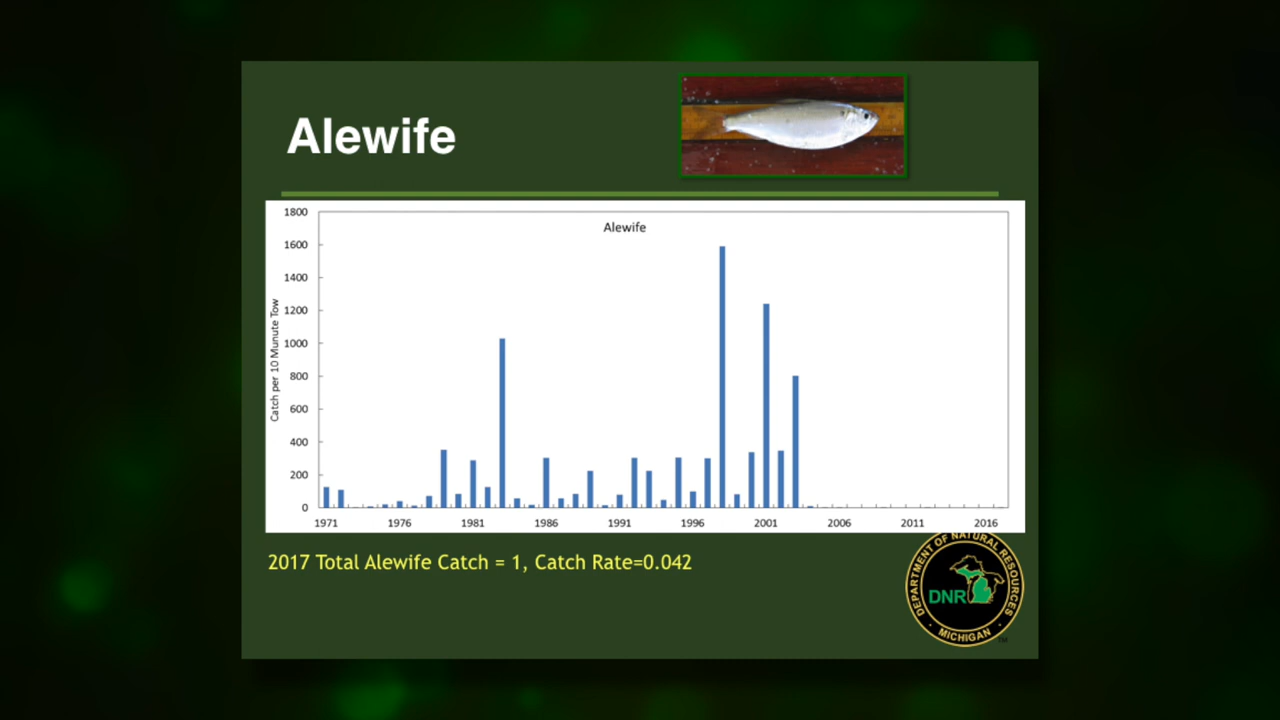 Alewife
Alewife
Catch per 10 Munute Tow
1800
1600
1400
1200
1000
800
600
400
200
0
1971 1976 1981 1986 1991 1996 2001 2006 2011 2016
2017 Total Alewife Catch = 1, Catch Rate=0.042
DEPARTMENT OF NATURAL RESOURCES
DNR
MICHIGAN